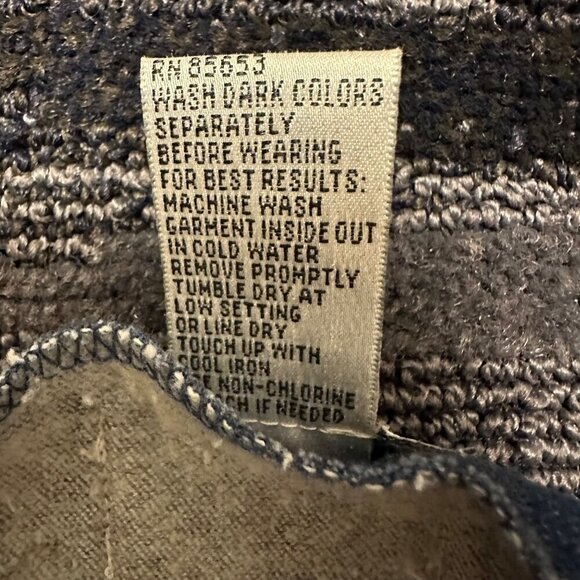 RN 85653
WASH DARK COLORS
SEPARATELY
BEFORE WEARING
FOR BEST RESULTS:
MACHINE WASH
GARMENT INSIDE OUT
IN COLD WATER
REMOVE PROMPTLY
TUMBLE DRY AT
LOW SETTING
OR LINE DRY
TOUCH UP WITH
COOL IRON
NON-CHLORINE
IF NEEDED